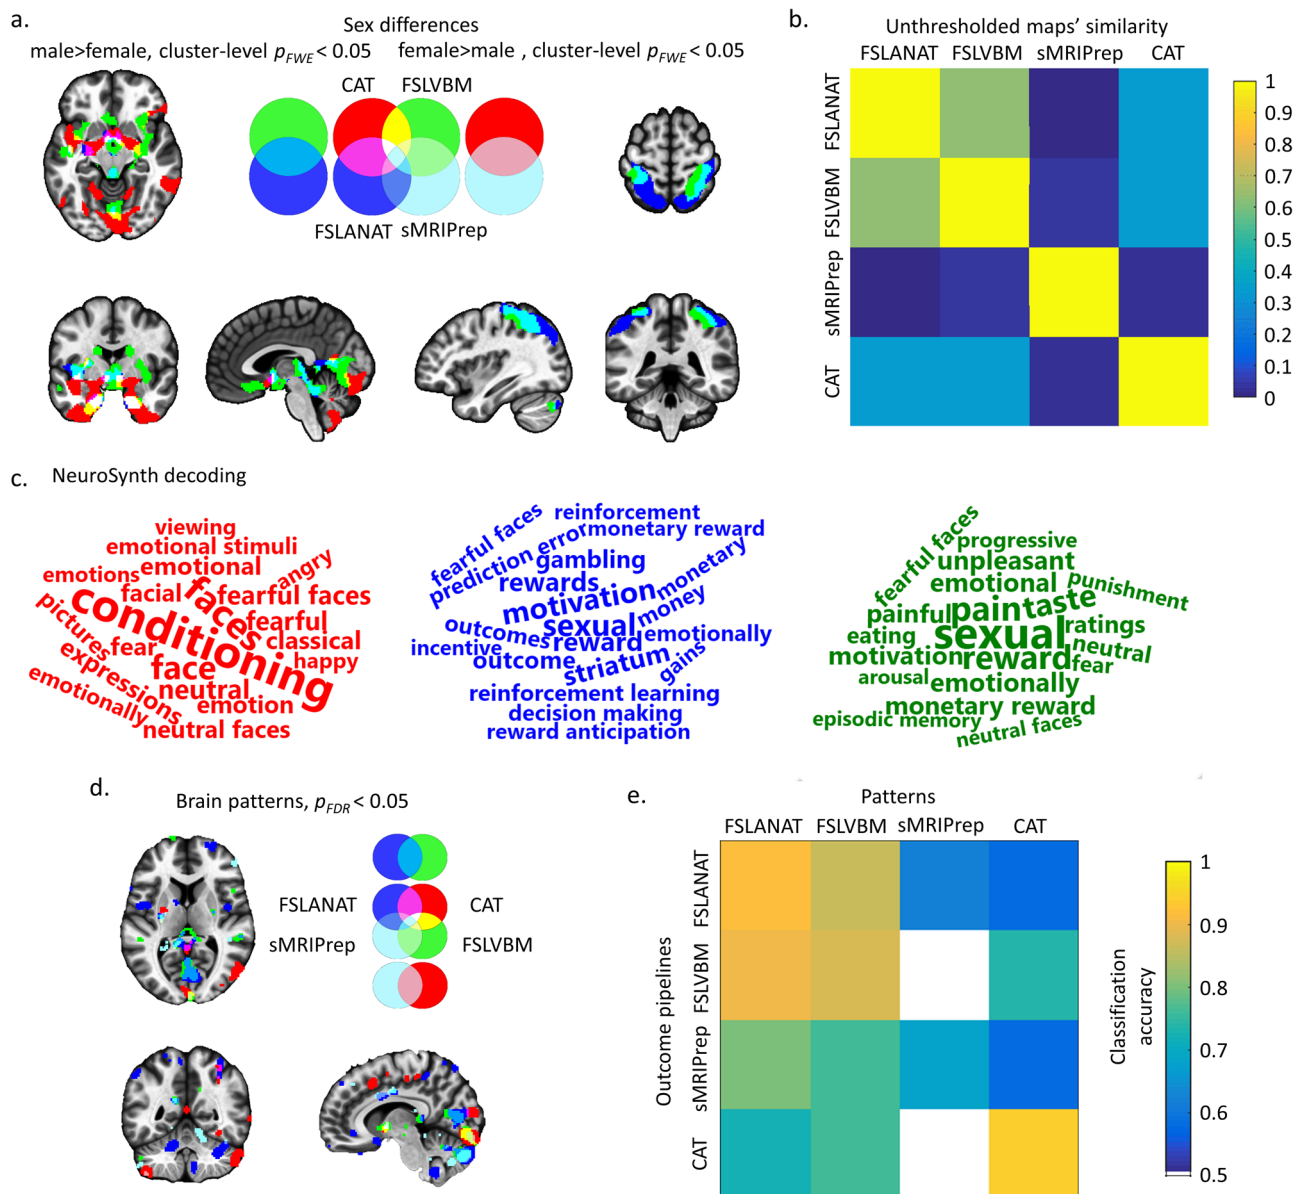 a.
Sex differences
male>female, cluster-level pFWE < 0.05
female>male , cluster-level pFWE < 0.05
CAT
FSLVBM
FSLANAT
sMRIPrep
b.
Unthresholded maps’ similarity
FSLANAT
FSLVBM
sMRIPrep
CAT
FSLANAT
FSLVBM
sMRIPrep
CAT
1
0.9
0.8
0.7
0.6
0.5
0.4
0.3
0.2
0.1
0
c.
NeuroSynth decoding
viewing
emotional stimuli
emotional
angry
emotions
facial
faces
fearful faces
conditioning
pictures
fearful
fear
classical
expressions
face
happy
neutral
emotionally
emotion
neutral faces
reinforcement
fearful faces
prediction error
monetary reward
gambling
monetary
rewards
motivation
money
sexual
outcomes
reward
emotionally
incentive
outcome
striatum
gains
reinforcement learning
decision making
reward anticipation
fearful faces
progressive
unpleasant
emotional
punishment
painful
pain
taste
eating
sexual
ratings
neutral
motivation
reward
fear
arousal
emotionally
monetary reward
episodic memory
neutral faces
d.
Brain patterns, pFDR < 0.05
FSLANAT
CAT
sMRIPrep
FSLVBM
e.
Patterns
FSLANAT
FSLVBM
sMRIPrep
CAT
Outcome pipelines
FSLANAT
FSLVBM
sMRIPrep
CAT
Classification
accuracy
1
0.9
0.8
0.7
0.6
0.5